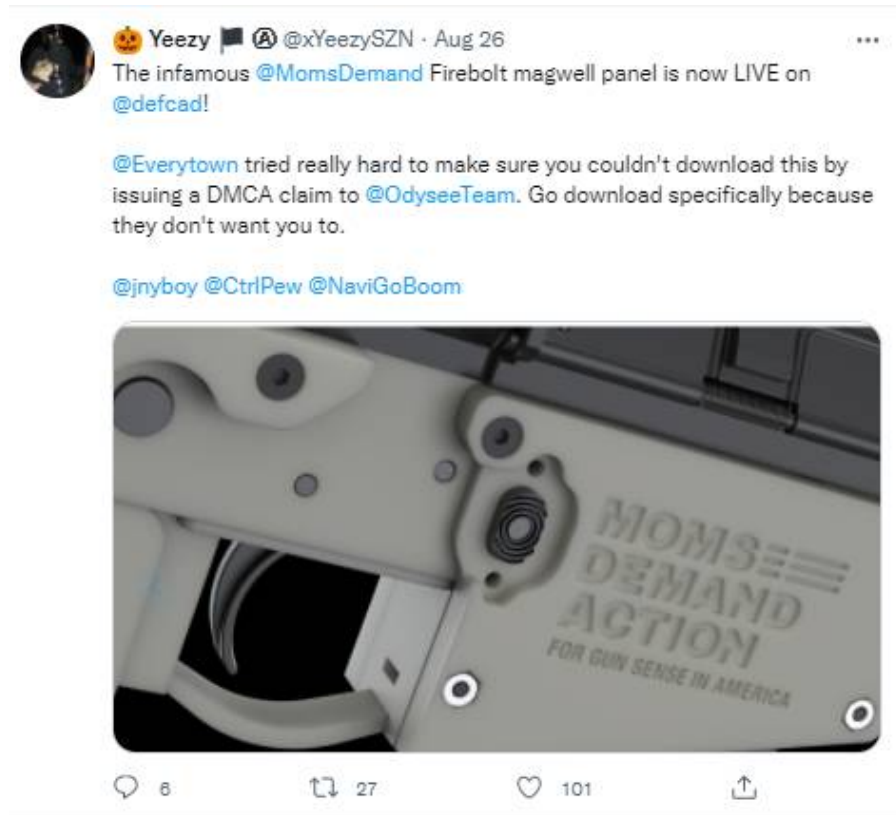 🎃 Yeezy 🏴 Ⓐ @xYeezySZN · Aug 26
The infamous @MomsDemand Firebolt magwell panel is now LIVE on
@defcad!
@Everytown tried really hard to make sure you couldn't download this by
issuing a DMCA claim to @OdyseeTeam. Go download specifically because
they don't want you to.
@jnyboy @CtrlPew @NaviGoBoom
MOMS
DEMAND
ACTION
FOR GUN SENSE IN AMERICA
6 27 101